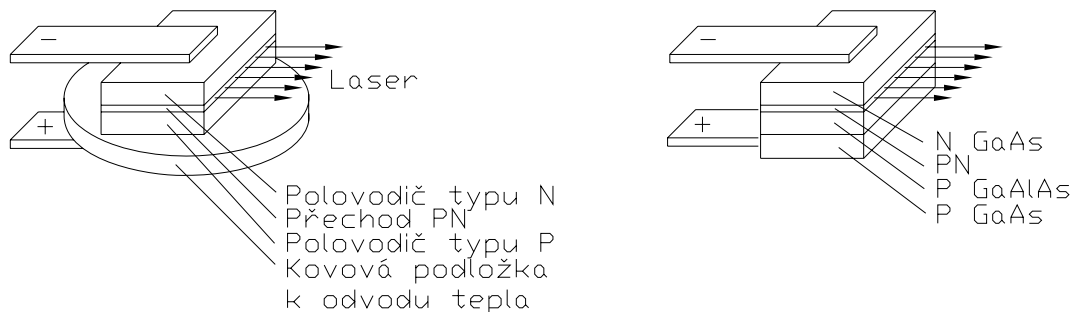 −
+
Laser
Polovodič typu N
Přechod PN
Polovodič typu P
Kovová podložka
k odvodu tepla
−
+
N GaAs
PN
P GaAlAs
P GaAs